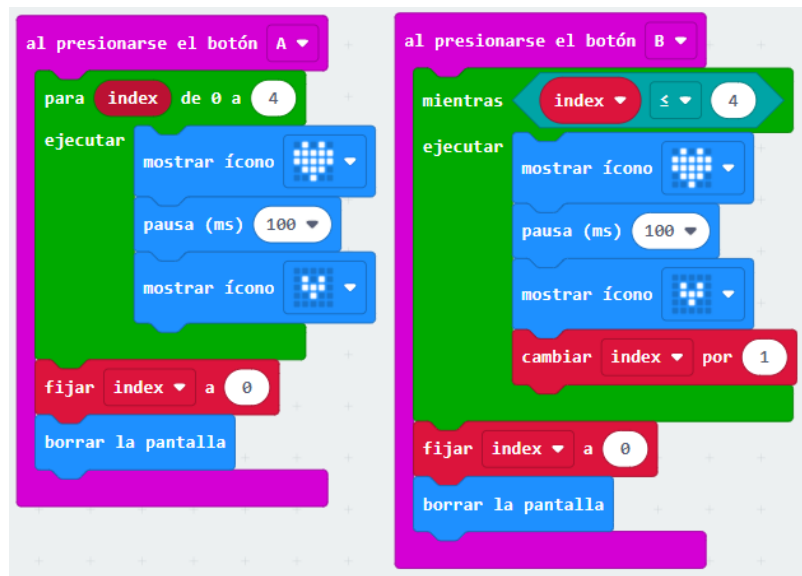 al presionarse el botón A
para index de 0 a 4
ejecutar
mostrar ícono
pausa (ms) 100
mostrar ícono
fijar index a 0
borrar la pantalla
al presionarse el botón B
mientras index ≤ 4
ejecutar
mostrar ícono
pausa (ms) 100
mostrar ícono
cambiar index por 1
fijar index a 0
borrar la pantalla